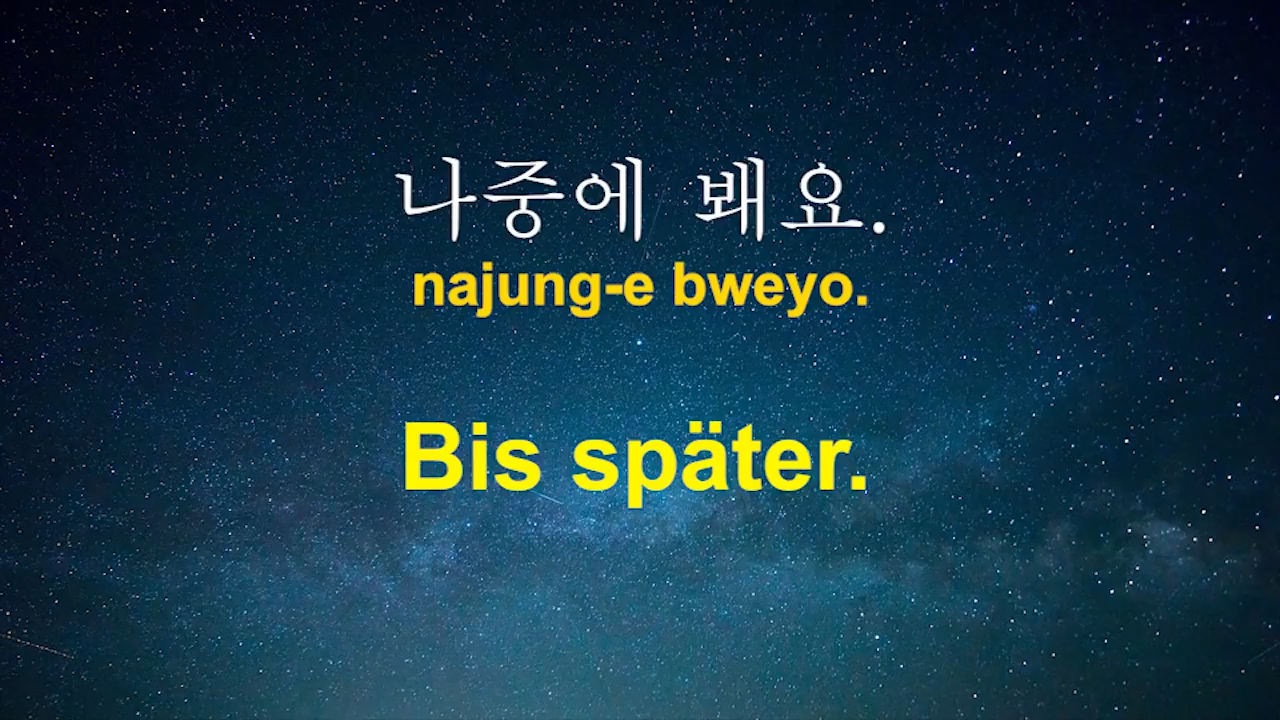 나중에 봬요.
najung-e bweyo.
Bis später.